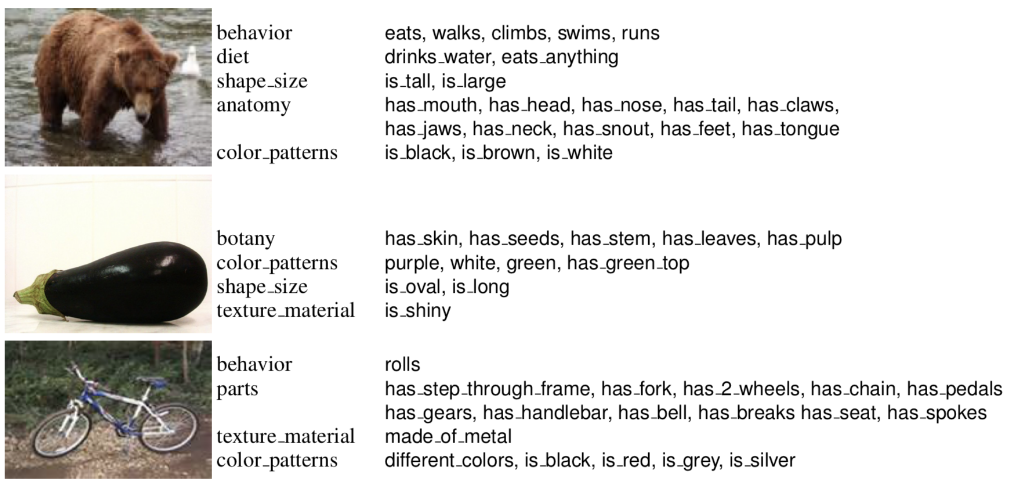 behavior eats, walks, climbs, swims, runs
diet drinks_water, eats_anything
shape_size is_tall, is_large
anatomy has_mouth, has_head, has_nose, has_tail, has_claws,
has_jaws, has_neck, has_snout, has_feet, has_tongue
color_patterns is_black, is_brown, is_white
botany has_skin, has_seeds, has_stem, has_leaves, has_pulp
color_patterns purple, white, green, has_green_top
shape_size is_oval, is_long
texture_material is_shiny
behavior rolls
parts has_step_through_frame, has_fork, has_2_wheels, has_chain, has_pedals
has_gears, has_handlebar, has_bell, has_breaks has_seat, has_spokes
texture_material made_of_metal
color_patterns different_colors, is_black, is_red, is_grey, is_silver